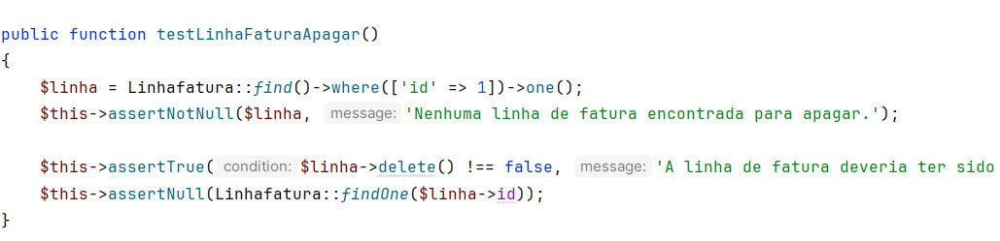 public function testLinhaFaturaApagar()
{
    $linha = Linhafatura::find()->where(['id' => 1])->one();
    $this->assertNotNull($linha, message: 'Nenhuma linha de fatura encontrada para apagar.');
    $this->assertTrue( condition: $linha->delete() !== false, message: 'A linha de fatura deveria ter sido
    $this->assertNull(Linhafatura::findOne($linha->id));
}